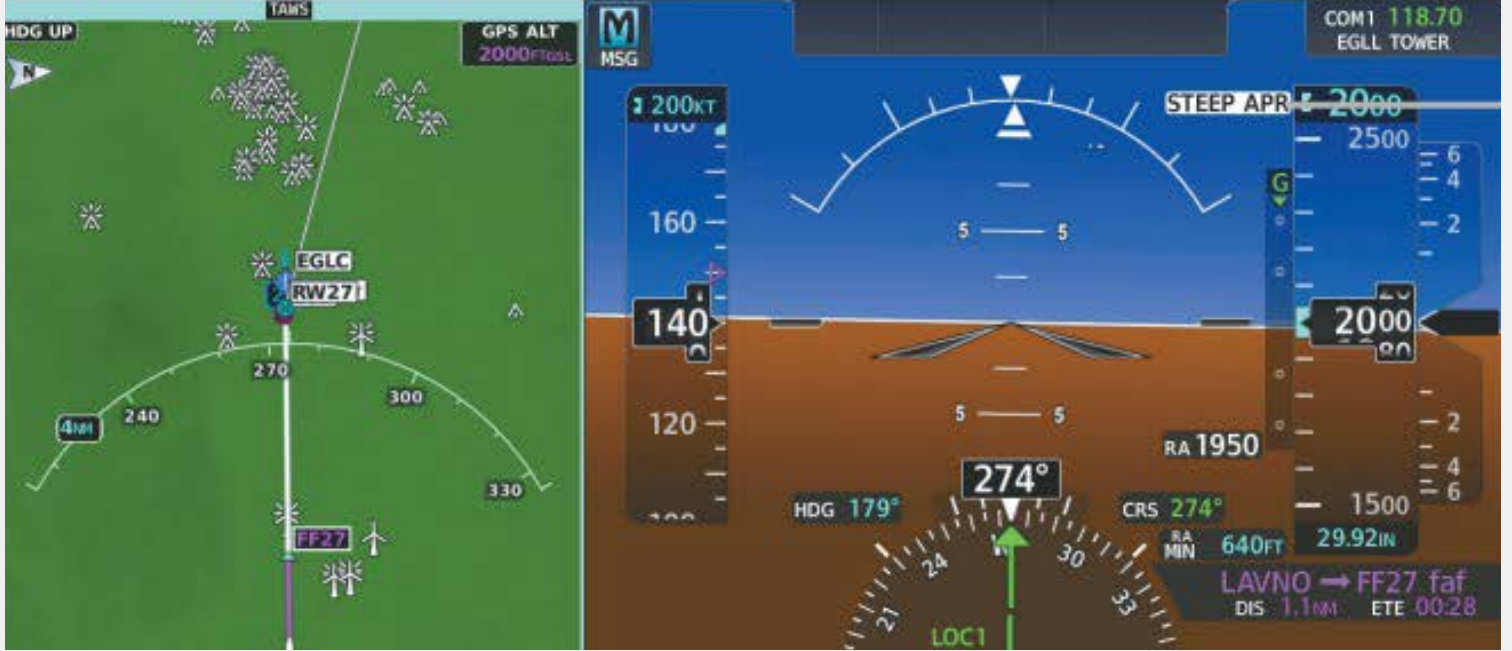 TAWS
HDG UP
GPS ALT
2000FTGSL
N
EGLC
RW27
270
240
300
4NM
330
FF27
M
MSG
COM1 118.70
EGLL TOWER
200KT
STEEP APR
2000
2500
6
4
2
G
160
5 5
140
2000
20
80
120
5 5
2
4
6
RA 1950
274°
HDG 179°
CRS 274°
1500
RA
MIN 640FT
29.92IN
24
W
30
21
33
LAVNO → FF27 faf
DIS 1.1NM ETE 00:28
LOC1